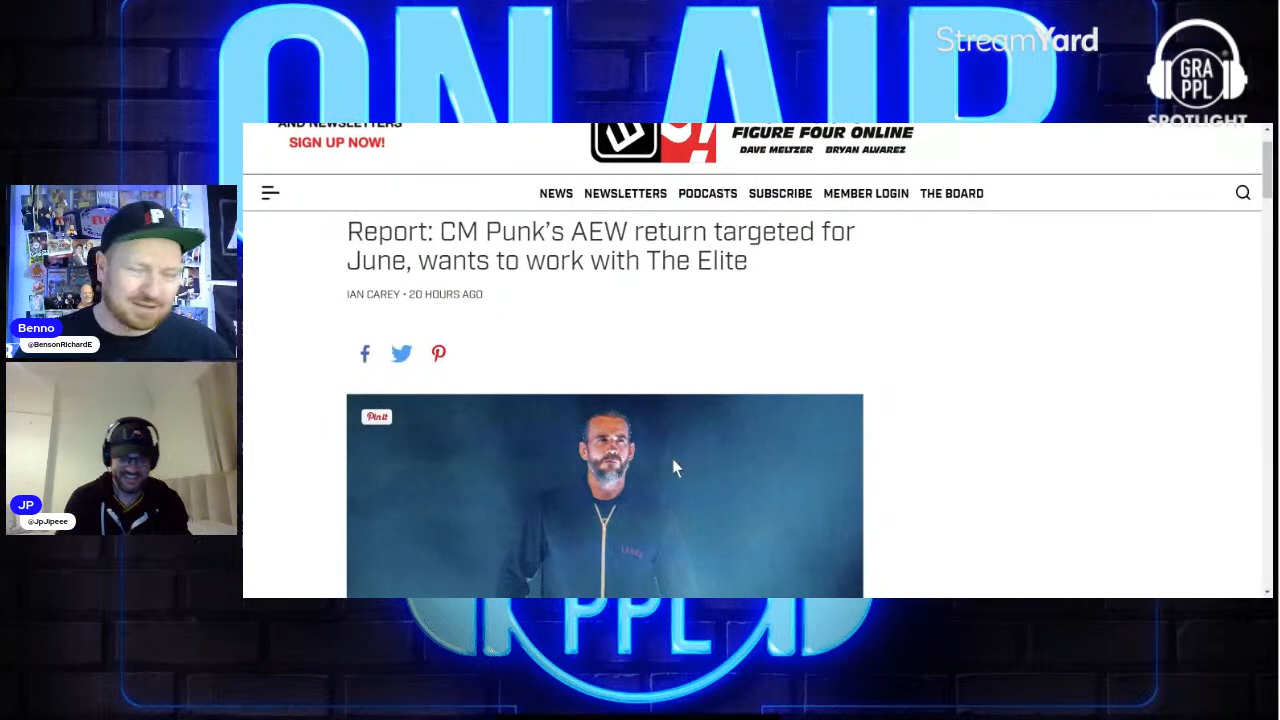 ON AIR
StreamYard
GRA
PPL
SPOTLIGHT
AND NEWSLETTERS
SIGN UP NOW!
FIGURE FOUR ONLINE
DAVE MELTZER BRYAN ALVAREZ
NEWS NEWSLETTERS PODCASTS SUBSCRIBE MEMBER LOGIN THE BOARD
Report: CM Punk's AEW return targeted for
June, wants to work with The Elite
IAN CAREY • 20 HOURS AGO
Pin it
Benno
@BensonRichardE
JP
@JpJipeee
PPL